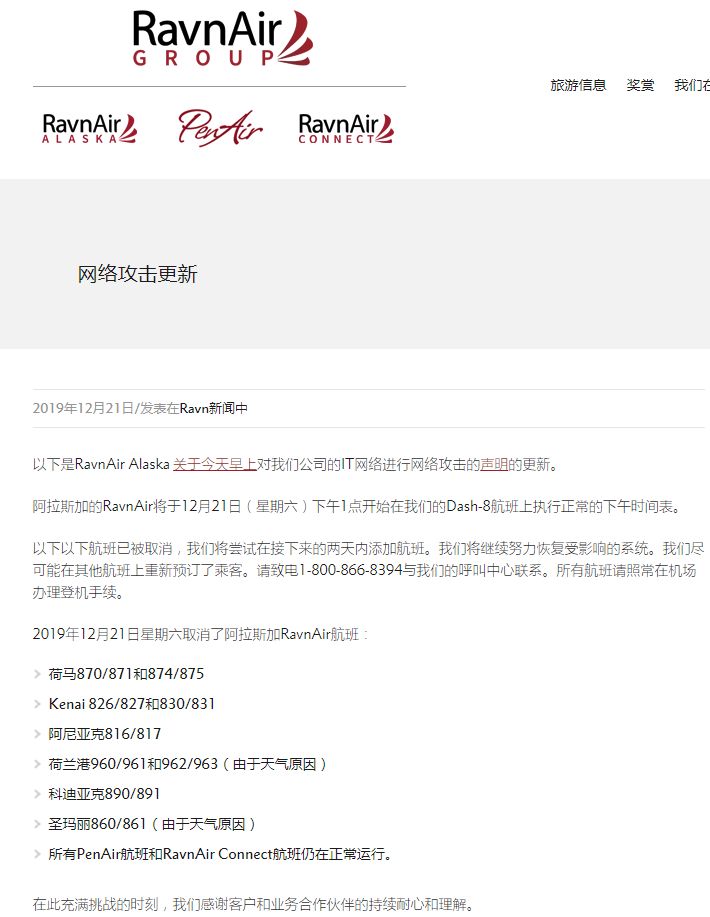 RavnAir
GROUP
旅游信息 奖赏 我们在
RavnAir
ALASKA
PenAir
RavnAir
CONNECT
网络攻击更新
2019年12月21日/发表在Ravn新闻中
以下是RavnAir Alaska 关于今天早上对我们公司的IT网络进行网络攻击的声明的更新。
阿拉斯加的RavnAir将于12月21日（星期六）下午1点开始在我们的Dash-8航班上执行正常的下午时间表。
以下以下航班已被取消，我们将尝试在接下来的两天内添加航班。我们将继续努力恢复受影响的系统。我们尽
可能在其他航班上重新预订了乘客。请致电1-800-866-8394与我们的呼叫中心联系。所有航班请照常在机场
办理登机手续。
2019年12月21日星期六取消了阿拉斯加RavnAir航班：
荷马870/871和874/875
Kenai 826/827和830/831
阿尼亚克816/817
荷兰港960/961和962/963（由于天气原因）
科迪亚克890/891
圣玛丽860/861（由于天气原因）
所有PenAir航班和RavnAir Connect航班仍在正常运行。
在此充满挑战的时刻，我们感谢客户和业务合作伙伴的持续耐心和理解。